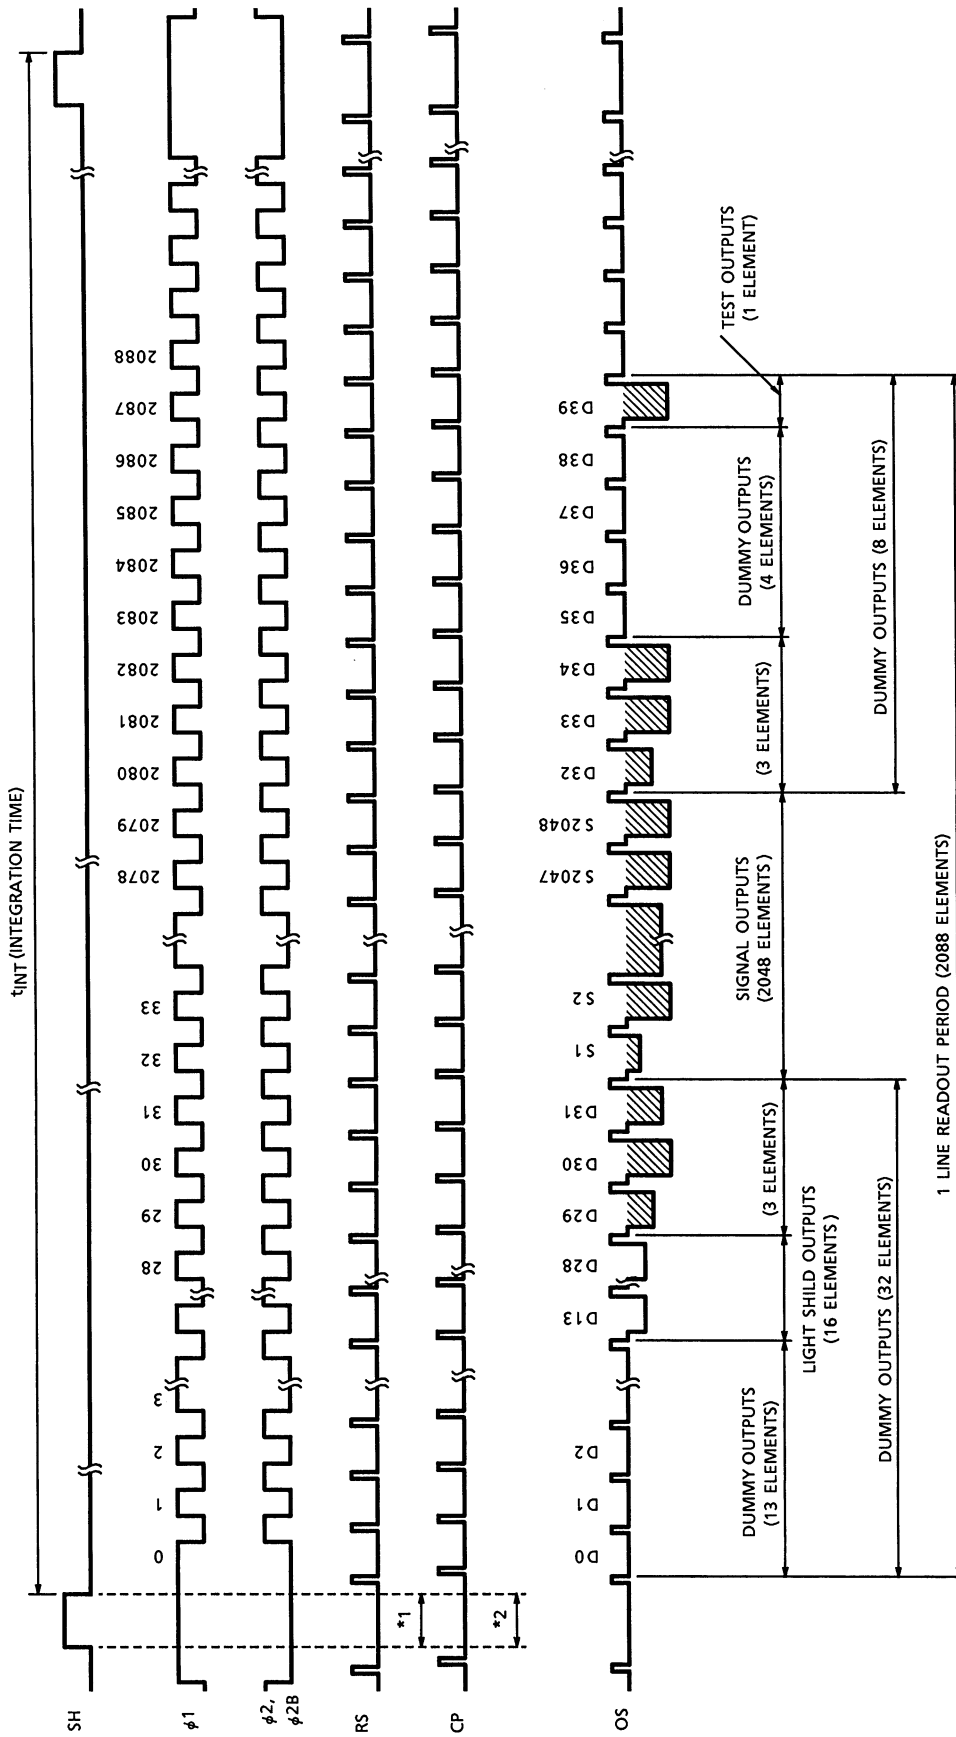 tINT (INTEGRATION TIME)
SH
φ1
0 1 2 3 28 29 30 31 32 33 2078 2079 2080 2081 2082 2083 2084 2085 2086 2087 2088
φ2,
φ2B
RS
*1
CP
*2
OS
D0 D1 D2 D13 D28 D29 D30 D31 S1 S2 S2047 S2048 D32 D33 D34 D35 D36 D37 D38 D39
DUMMY OUTPUTS
(13 ELEMENTS)
LIGHT SHILD OUTPUTS
(16 ELEMENTS)
(3 ELEMENTS)
SIGNAL OUTPUTS
(2048 ELEMENTS)
(3 ELEMENTS)
DUMMY OUTPUTS
(4 ELEMENTS)
TEST OUTPUTS
(1 ELEMENT)
DUMMY OUTPUTS (32 ELEMENTS)
DUMMY OUTPUTS (8 ELEMENTS)
1 LINE READOUT PERIOD (2088 ELEMENTS)